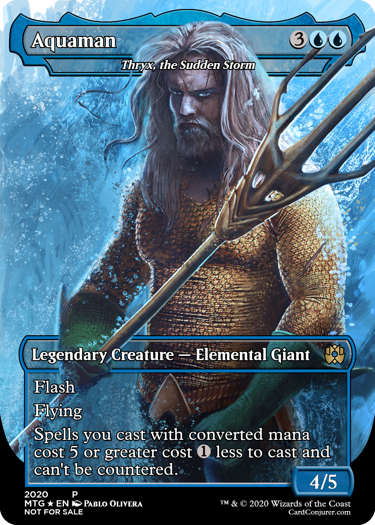 Aquaman 3
Thryx, the Sudden Storm
Legendary Creature — Elemental Giant
Flash
Flying
Spells you cast with converted mana
cost 5 or greater cost 1 less to cast and
can't be countered.
4/5
2020 P
MTG ★ EN Pablo Olivera
NOT FOR SALE
™ & © 2020 Wizards of the Coast
CardConjurer.com